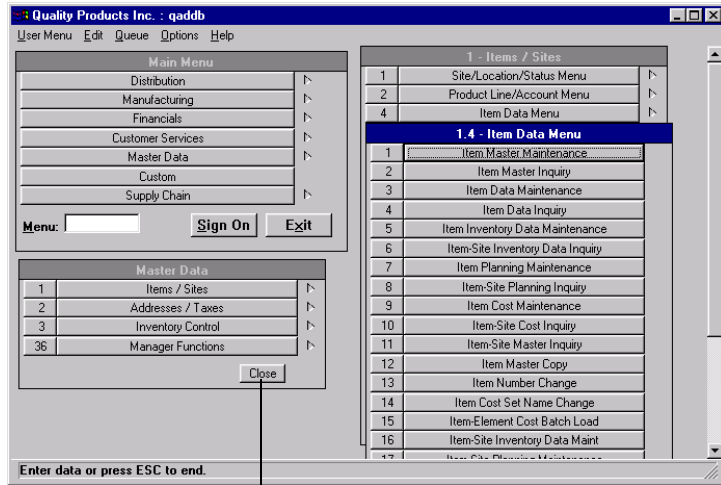 Quality Products Inc. : qaddb
User Menu Edit Queue Options Help
Main Menu
Distribution
Manufacturing
Financials
Customer Services
Master Data
Custom
Supply Chain
Menu: Sign On Exit
Master Data
1 Items / Sites
2 Addresses / Taxes
3 Inventory Control
36 Manager Functions
Close
1 - Items / Sites
1 Site/Location/Status Menu
2 Product Line/Account Menu
4 Item Data Menu
1.4 - Item Data Menu
1 Item Master Maintenance
2 Item Master Inquiry
3 Item Data Maintenance
4 Item Data Inquiry
5 Item Inventory Data Maintenance
6 Item-Site Inventory Data Inquiry
7 Item Planning Maintenance
8 Item-Site Planning Inquiry
9 Item Cost Maintenance
10 Item-Site Cost Inquiry
11 Item-Site Master Inquiry
12 Item Master Copy
13 Item Number Change
14 Item Cost Set Name Change
15 Item-Element Cost Batch Load
16 Item-Site Inventory Data Maint
17 Item-Site Planning Maintenance
Enter data or press ESC to end.